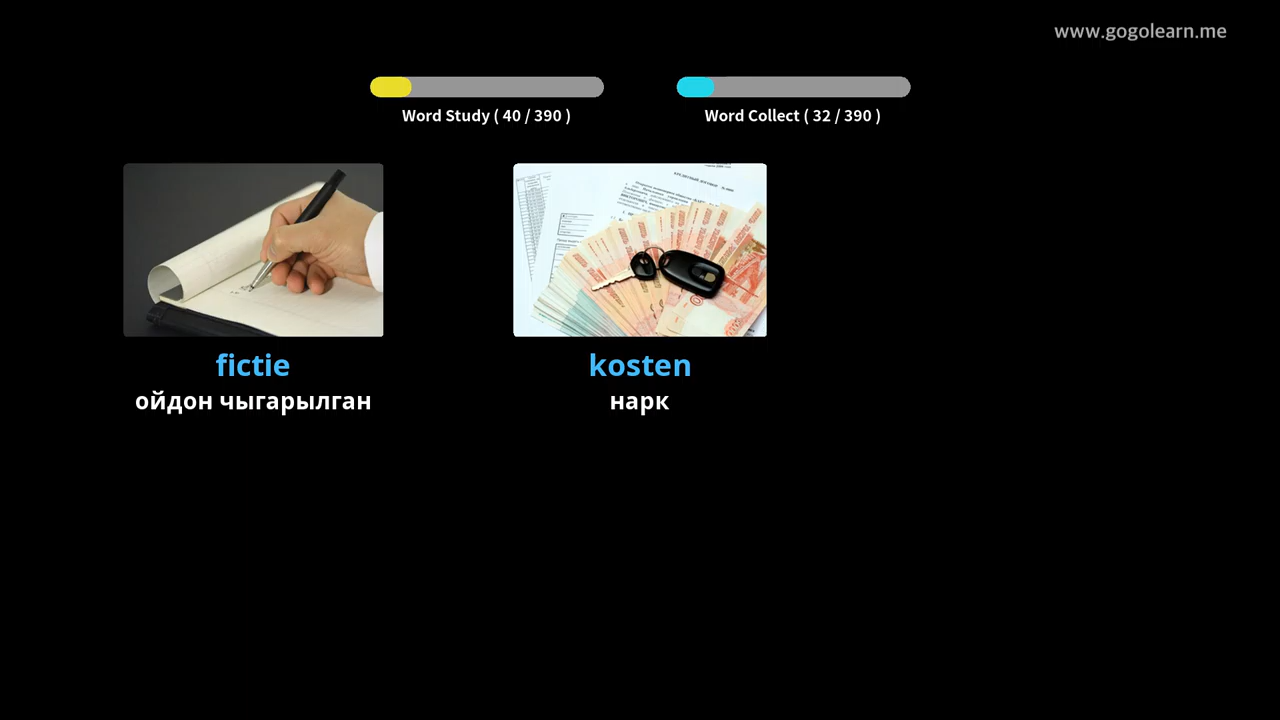 www.gogolearn.me
Word Study ( 40 / 390 )
Word Collect ( 32 / 390 )
fictie
ойдон чыгарылган
kosten
нарк